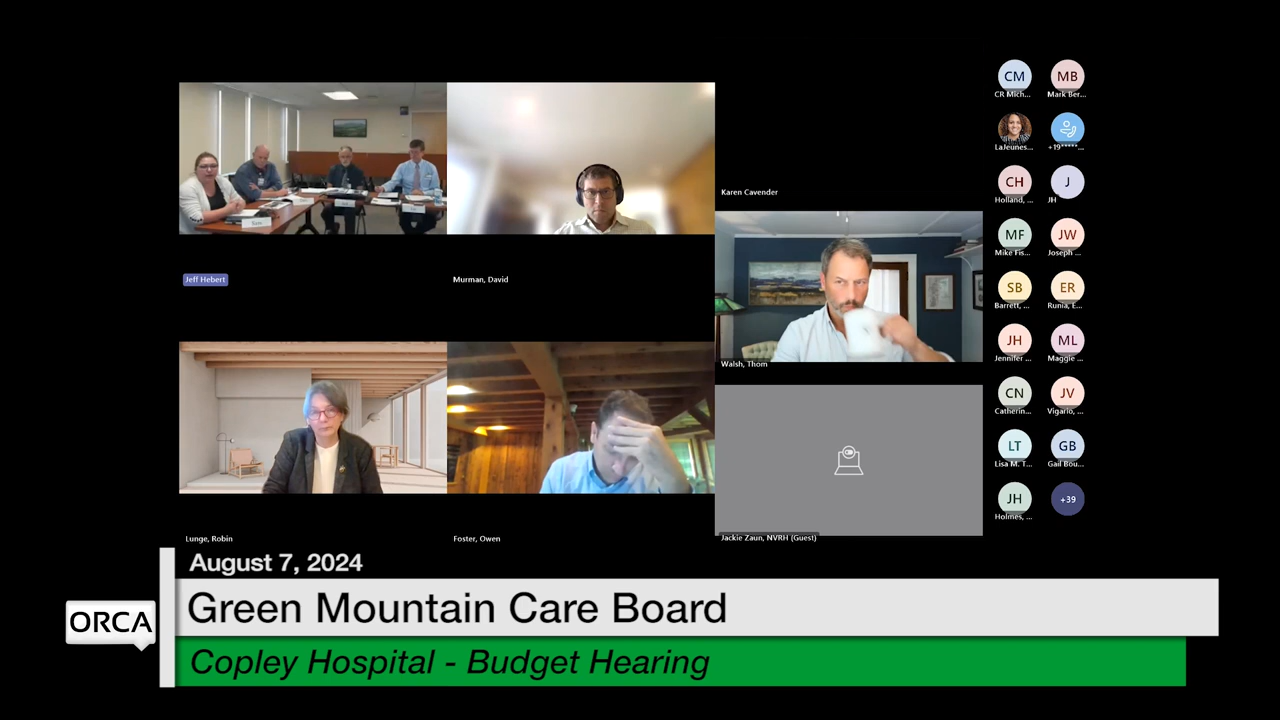 CM
MB
CR Mich...
Mark Ber...
Karen Cavender
LaJeunes...
+19*****...
CH
J
Holland, ...
JH
MF
JW
Mike Fis...
Joseph ...
Jeff Hebert
Murman, David
SB
ER
Barrett, ...
Runia, E...
JH
ML
Jennifer ...
Maggie ...
Walsh, Thom
CN
JV
Catherin...
Vigario, ...
LT
GB
Lisa M. T...
Gail Bou...
JH
+39
Holmes, ...
Lunge, Robin
Foster, Owen
Jackie Zaun, NVRH (Guest)
August 7, 2024
ORCA
Green Mountain Care Board
Copley Hospital - Budget Hearing